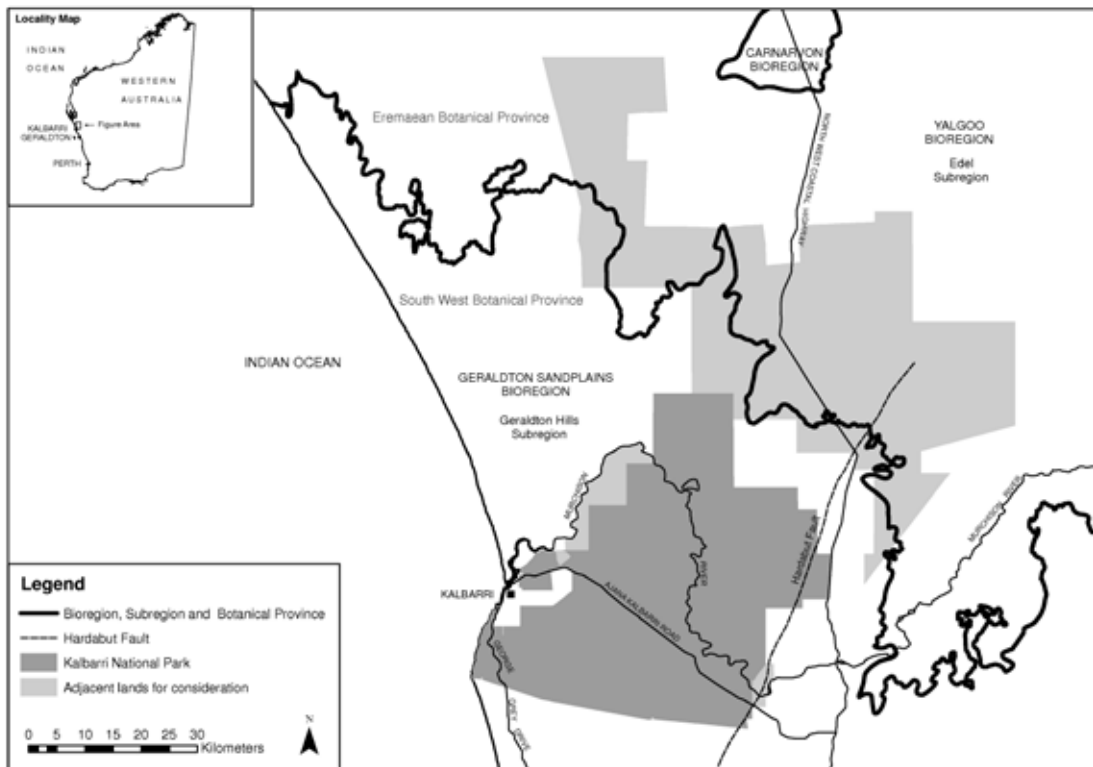 Locality Map
INDIAN
OCEAN
WESTERN
AUSTRALIA
KALBARRI
Figure Area
GERALDTON
PERTH
CARNARVON
BIOREGION
Eremaean Botanical Province
NORTH WEST COASTAL HIGHWAY
YALGOO
BIOREGION
Edel
Subregion
South West Botanical Province
INDIAN OCEAN
GERALDTON SANDPLAINS
BIOREGION
Geraldton Hills
Subregion
MURCHISON
RIVER
MURCHISON RIVER
Hardabut Fault
KALBARRI
AJANA KALBARRI ROAD
GEORGE
GREY
DRIVE
Legend
Bioregion, Subregion and Botanical Province
Hardabut Fault
Kalbarri National Park
Adjacent lands for consideration
0 5 10 15 20 25 30
Kilometers
N